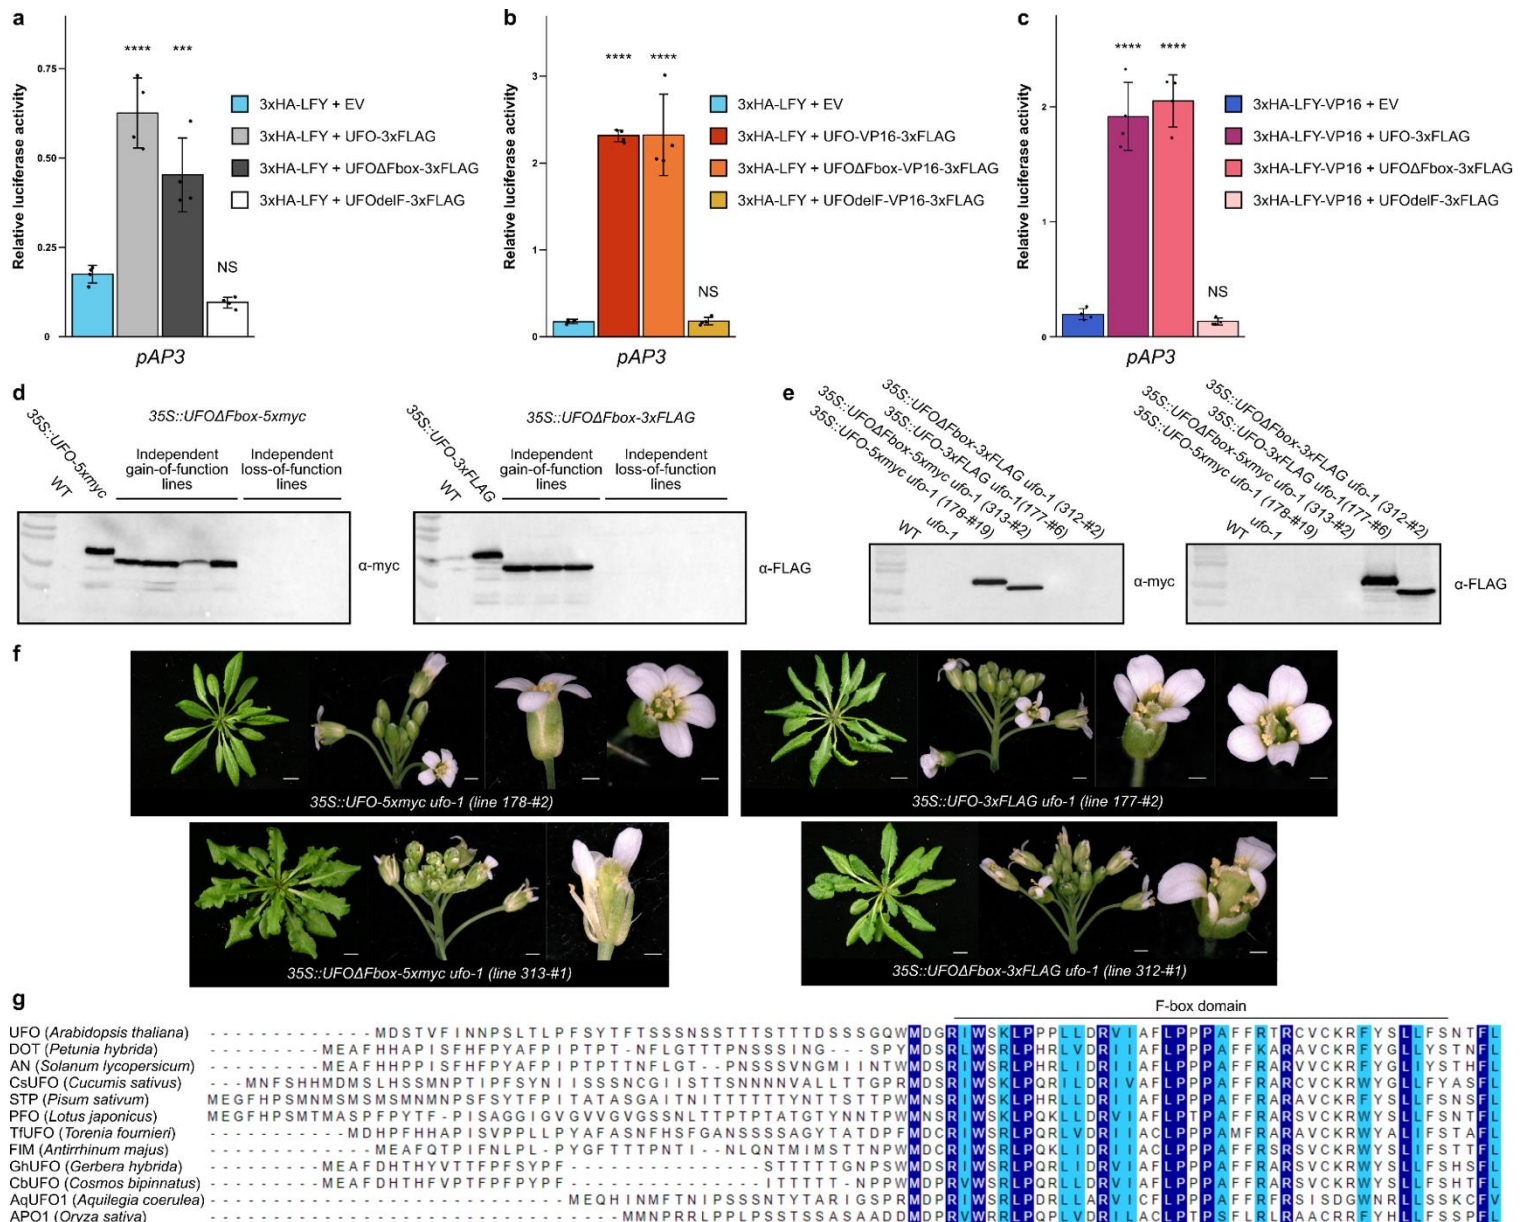 a
Relative luciferase activity
0.75
0.50
0.25
0
****
***
NS
pAP3
3xHA-LFY + EV
3xHA-LFY + UFO-3xFLAG
3xHA-LFY + UFOΔFbox-3xFLAG
3xHA-LFY + UFOdelF-3xFLAG
b
Relative luciferase activity
3
2
1
0
****
****
NS
pAP3
3xHA-LFY + EV
3xHA-LFY + UFO-VP16-3xFLAG
3xHA-LFY + UFOΔFbox-VP16-3xFLAG
3xHA-LFY + UFOdelF-VP16-3xFLAG
c
Relative luciferase activity
2
1
0
****
****
NS
pAP3
3xHA-LFY-VP16 + EV
3xHA-LFY-VP16 + UFO-3xFLAG
3xHA-LFY-VP16 + UFOΔFbox-3xFLAG
3xHA-LFY-VP16 + UFOdelF-3xFLAG
d
WT
35S::UFO-5xmyc
35S::UFOΔFbox-5xmyc
Independent
gain-of-function
lines
Independent
loss-of-function
lines
α-myc
WT
35S::UFO-3xFLAG
35S::UFOΔFbox-3xFLAG
Independent
gain-of-function
lines
Independent
loss-of-function
lines
α-FLAG
e
WT
ufo-1
35S::UFO-5xmyc ufo-1 (178-#19)
35S::UFOΔFbox-5xmyc ufo-1 (313-#2)
35S::UFO-3xFLAG ufo-1 (177-#6)
35S::UFOΔFbox-3xFLAG ufo-1 (312-#2)
α-myc
WT
ufo-1
35S::UFO-5xmyc ufo-1 (178-#19)
35S::UFOΔFbox-5xmyc ufo-1 (313-#2)
35S::UFO-3xFLAG ufo-1 (177-#6)
35S::UFOΔFbox-3xFLAG ufo-1 (312-#2)
α-FLAG
f
35S::UFO-5xmyc ufo-1 (line 178-#2)
35S::UFO-3xFLAG ufo-1 (line 177-#2)
35S::UFOΔFbox-5xmyc ufo-1 (line 313-#1)
35S::UFOΔFbox-3xFLAG ufo-1 (line 312-#1)
g
F-box domain
UFO (Arabidopsis thaliana) - - - - - - - - - - - - - - M D S T V F I N N P S L T L P F S Y T F T S S S N S S T T T S T T T D S S S G Q W M D G R I W S K L P P P L L D R V I A F L P P P A F F R T R C V C K R F Y S L L F S N T F L
DOT (Petunia hybrida) - - - - - - - - - - M E A F H H A P I S F H F P Y A F P I P T P T - N F L G T T T P N S S S I N G - - - S P Y M D S R L W S R L P H R L V D R I I A F L P P P A F F K A R A V C K R F Y G L L Y S T N F L
AN (Solanum lycopersicum) - - - - - - - - - - M E A F H H P P I S F H F P Y A F P I P T P T - N F L G T - - P N S S S V N G M I I N T W M D S R I W S R L P H R L I D R I I A F L P P P A F F K A R A V C K R F Y G L I Y S T H F L
CsUFO (Cucumis sativus) - - - M N F S H H M D M S L H S S M N P T I P F S Y N I I S S S N C G I I S T T S N N N N V A L L T T G P R M D S R I W S K L P Q R I L D R I V A F L P P P A F F R A R C V C K R W Y G L L F Y A S F L
STP (Pisum sativum) M E G F H P S M N M S M S M S M N M N P S F S Y T F P I T A T A S G A I T N I T T T T T T Y N T T S T T P W M N S R I W S R L P Q R L L D R V I A F L P T P A F F R A R C V C K R W Y S L L F S N T F L
PFO (Lotus japonicus) M E G F H P S M T M A S P F P Y T F - P I S A G G I G V G V V G V G S S N L T T P T P T A T G T Y N N T P W M N S R I W S K L P Q K L L D R V I A F L P P P A F F R A R S V C K R W Y S L L F S N T F L
TfUFO (Torenia fournieri) - - - - - - - - - - - - M D H P F H H A P I S V P P L L P Y A F A S N F H S F G A N S S S S A G Y T A T D P F M D C R I W S R L P Q R L V D R I I A C L P P P A M F R A R S V C K R W Y A L I F S T A F L
FIM (Antirrhinum majus) - - - - - - - - - - - - M E A F Q T P I F N L P L - P Y G F T T T P N T I - - N L Q N T M I M S T T N P W M D C R I W S R L P Q R L I D R I I A C L P P P A F F R A R A V C K R F Y A L I F S T A F L
GhUFO (Gerbera hybrida) - - - - - - - - - - M E A F D H T H Y V T T F P F S Y P F - - - - - - - - - - - - - - - - - - S T T T T T G N P S W M D P R I W S K L P Q K L I D R V I A F L P P P A F F R A R S V C K R W Y S L L F S H S F L
CbUFO (Cosmos bipinnatus) - - - - - - - - - - M E A F D H T H F V P T F P F S Y P F - - - - - - - - - - - - - - - - - - I T T T T T - N P P W M D P R I W S K L P Q K L I D R V I A F L P P P A F F R A R S V C K R W Y S L L F S H T F L
AqUFO1 (Aquilegia coerulea) - - - - - - - - - - - - - - - - - - - - - - - - - - - - M E Q H I N M F T N I P S S S N T Y T A R I G S P R M D P R I W S N L P D R L L A R V I C F L P P P S F L R F R S I S D G W N R L L S S K C F V
APO1 (Oryza sativa) - - - - - - - - - - - - - - - - - - - - - - - - - - - - - - - - M M N P R R L P P L P S S T S S A S A A D D M D P R V W R R L P Q P L V D R I L A C L P T P S F L R L R A A C R R F Y H L L F S S P F L